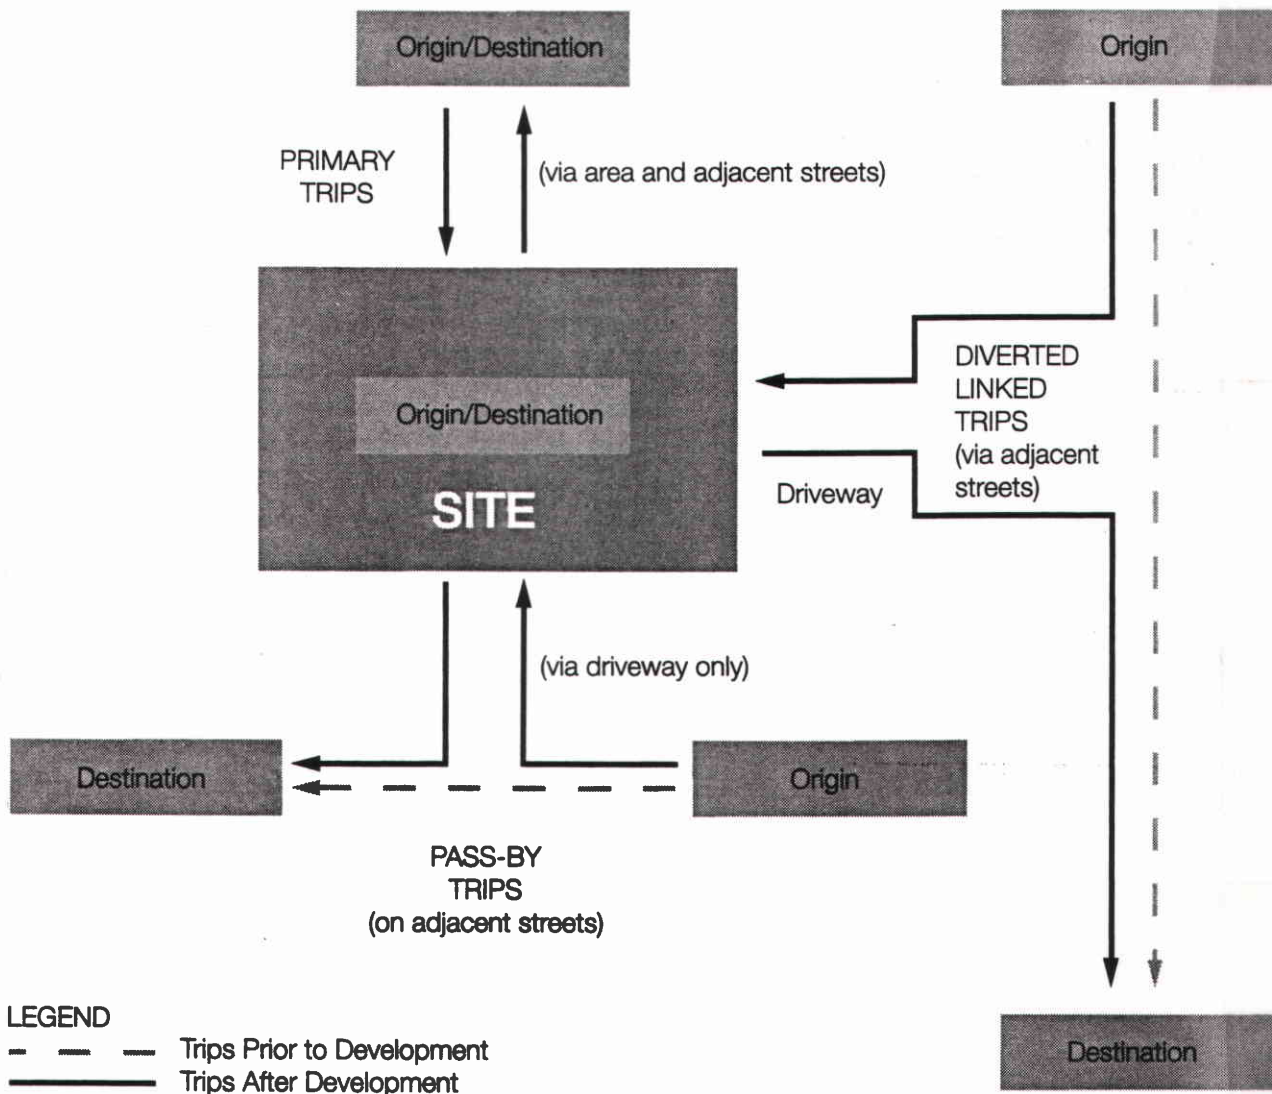 Origin/Destination
Origin
PRIMARY
TRIPS
(via area and adjacent streets)
Origin/Destination
SITE
DIVERTED
LINKED
TRIPS
(via adjacent
streets)
Driveway
(via driveway only)
Destination
Origin
PASS-BY
TRIPS
(on adjacent streets)
LEGEND
Trips Prior to Development
Trips After Development
Destination